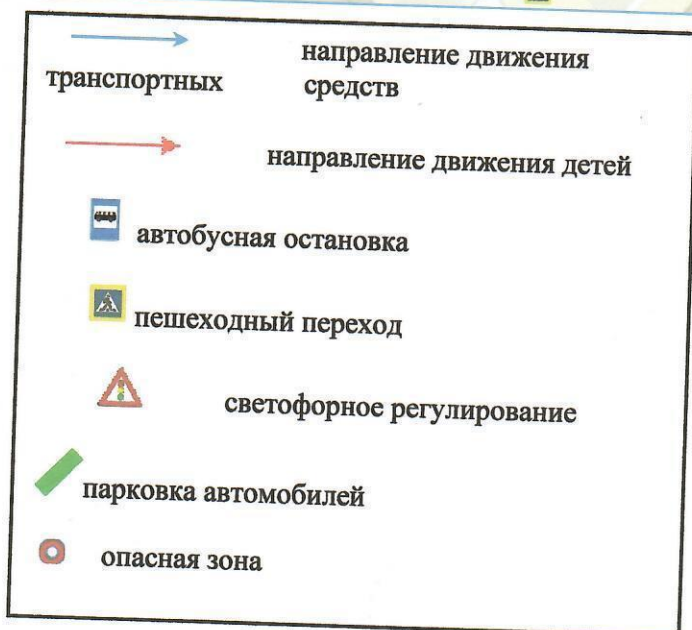 направление движения
транспортных средств
направление движения детей
автобусная остановка
пешеходный переход
светофорное регулирование
парковка автомобилей
опасная зона